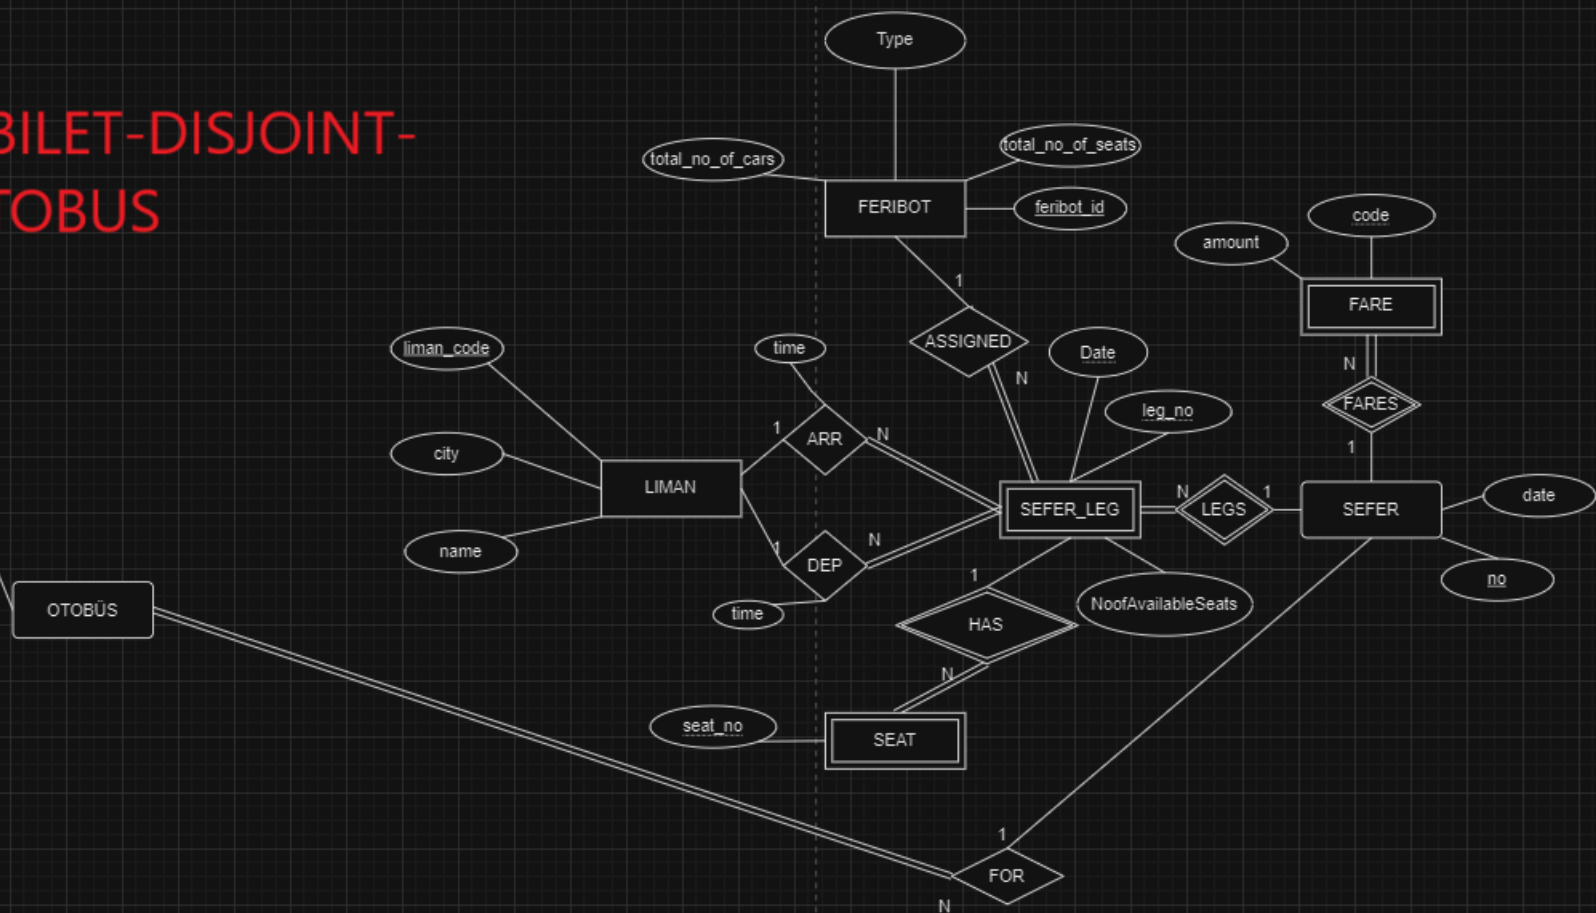 Type
BILET-DISJOINT-
total_no_of_cars
total_no_of_seats
TOBUS
FERIBOT
feribot_id
code
amount
1
FARE
liman_code
time
ASSIGNED
Date
N
N
leg_no
FARES
1
ARR
N
1
city
LIMAN
SEFER_LEG
N
LEGS
1
SEFER
date
name
1
N
DEP
1
no
OTOBÜS
time
HAS
NoofAvailableSeats
N
seat_no
SEAT
1
FOR
N